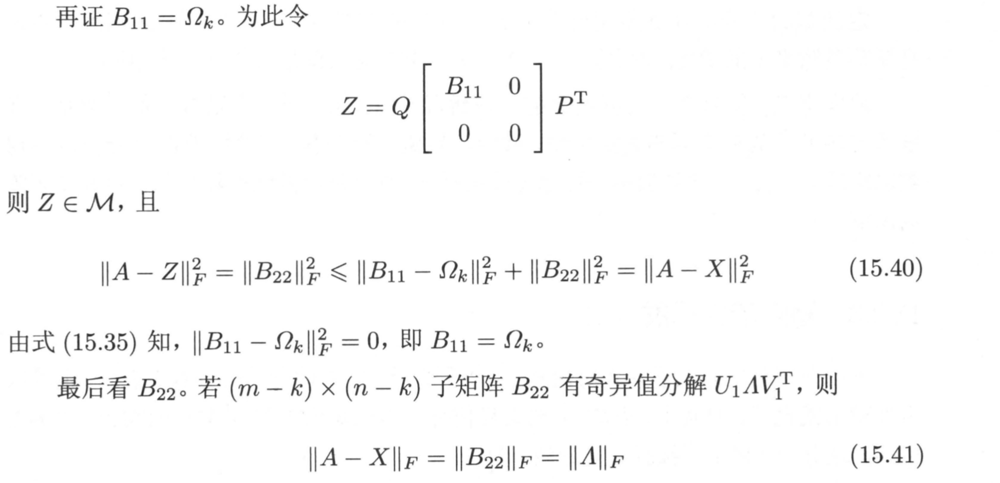 再证 $B_{11} = \Omega_k$。为此令
$$Z = Q \begin{bmatrix} B_{11} & 0 \\ 0 & 0 \end{bmatrix} P^{\mathrm{T}}$$
则 $Z \in \mathcal{M}$，且
$$\|A - Z\|_F^2 = \|B_{22}\|_F^2 \leqslant \|B_{11} - \Omega_k\|_F^2 + \|B_{22}\|_F^2 = \|A - X\|_F^2 \quad (15.40)$$
由式 (15.35) 知，$\|B_{11} - \Omega_k\|_F^2 = 0$，即 $B_{11} = \Omega_k$。
最后看 $B_{22}$。若 $(m - k) \times (n - k)$ 子矩阵 $B_{22}$ 有奇异值分解 $U_1 \Lambda V_1^{\mathrm{T}}$，则
$$\|A - X\|_F = \|B_{22}\|_F = \|\Lambda\|_F \quad (15.41)$$